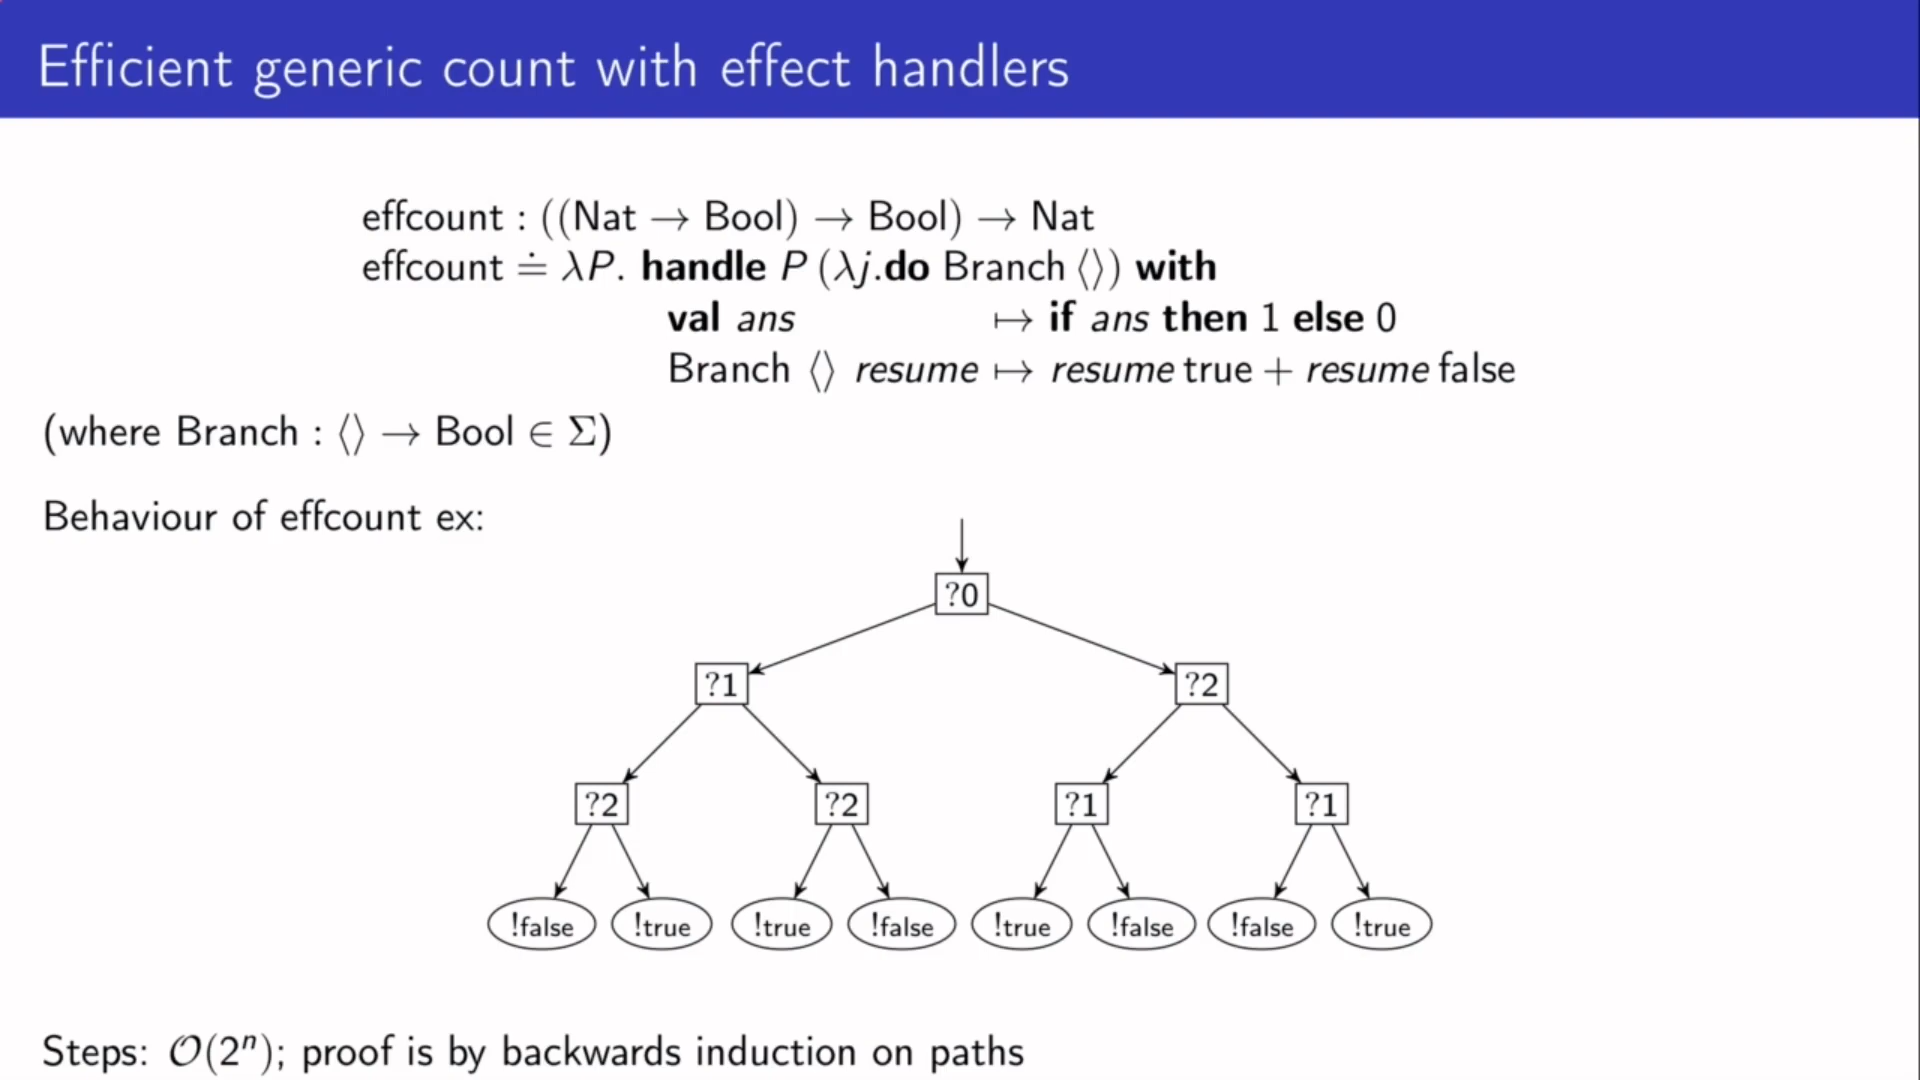 Efficient generic count with effect handlers
effcount : ((Nat → Bool) → Bool) → Nat
effcount ≐ λP. handle P (λj.do Branch ⟨⟩) with
val ans ↦ if ans then 1 else 0
Branch ⟨⟩ resume ↦ resume true + resume false
(where Branch : ⟨⟩ → Bool ∈ Σ)
Behaviour of effcount ex:
?0
?1 ?2
?2 ?2 ?1 ?1
!false !true !true !false !true !false !false !true
Steps: 𝒪(2ⁿ); proof is by backwards induction on paths